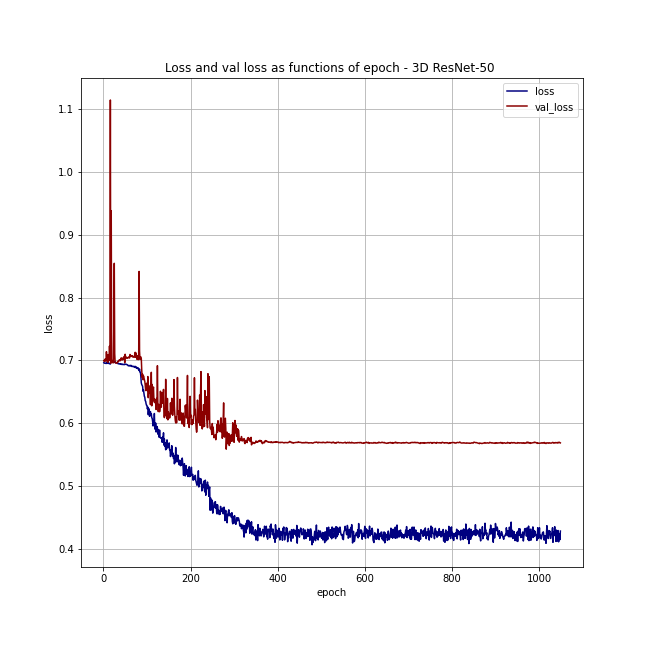 Loss and val loss as functions of epoch - 3D ResNet-50
loss
val_loss
1.1
1.0
0.9
0.8
0.7
0.6
0.5
0.4
loss
0 200 400 600 800 1000
epoch